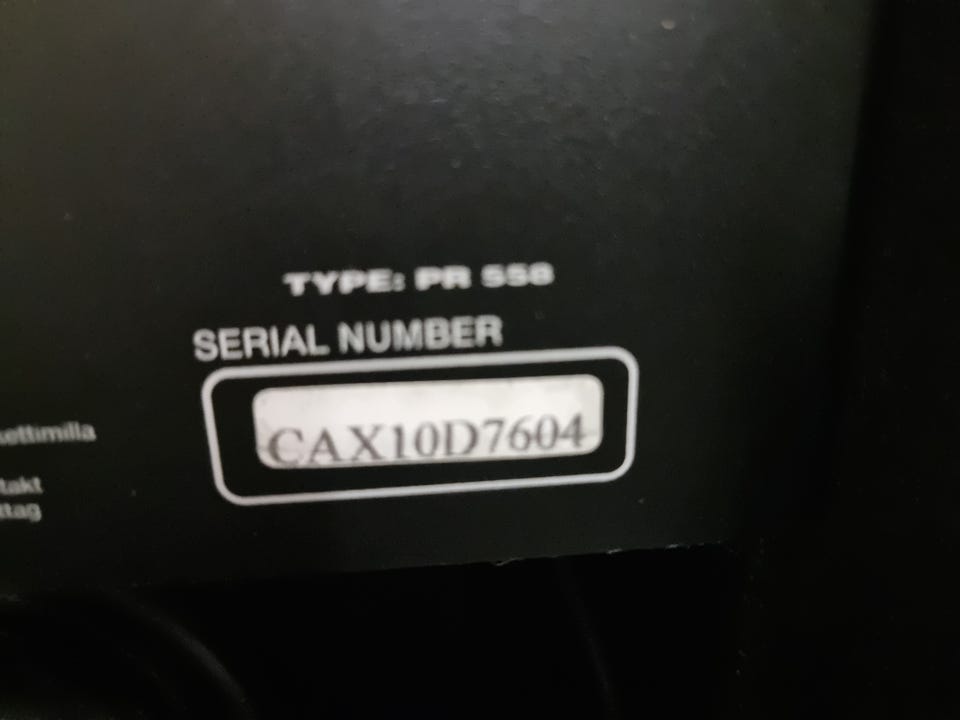 TYPE: PR 558
SERIAL NUMBER
CAX10D7604